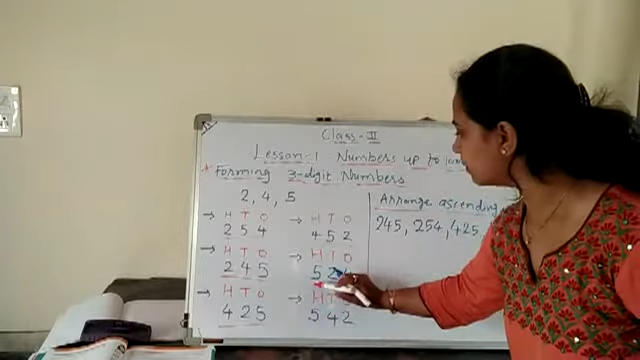 Class-II
Lesson-1 Numbers up to
* Forming 3-digit Numbers
2, 4, 5
→ H T O
2 5 4
→ H T O
2 4 5
→ H T O
4 2 5
→ H T O
4 5 2
→ H T O
5 2
→ H T
5 4 2
Arrange ascending
245, 254, 425